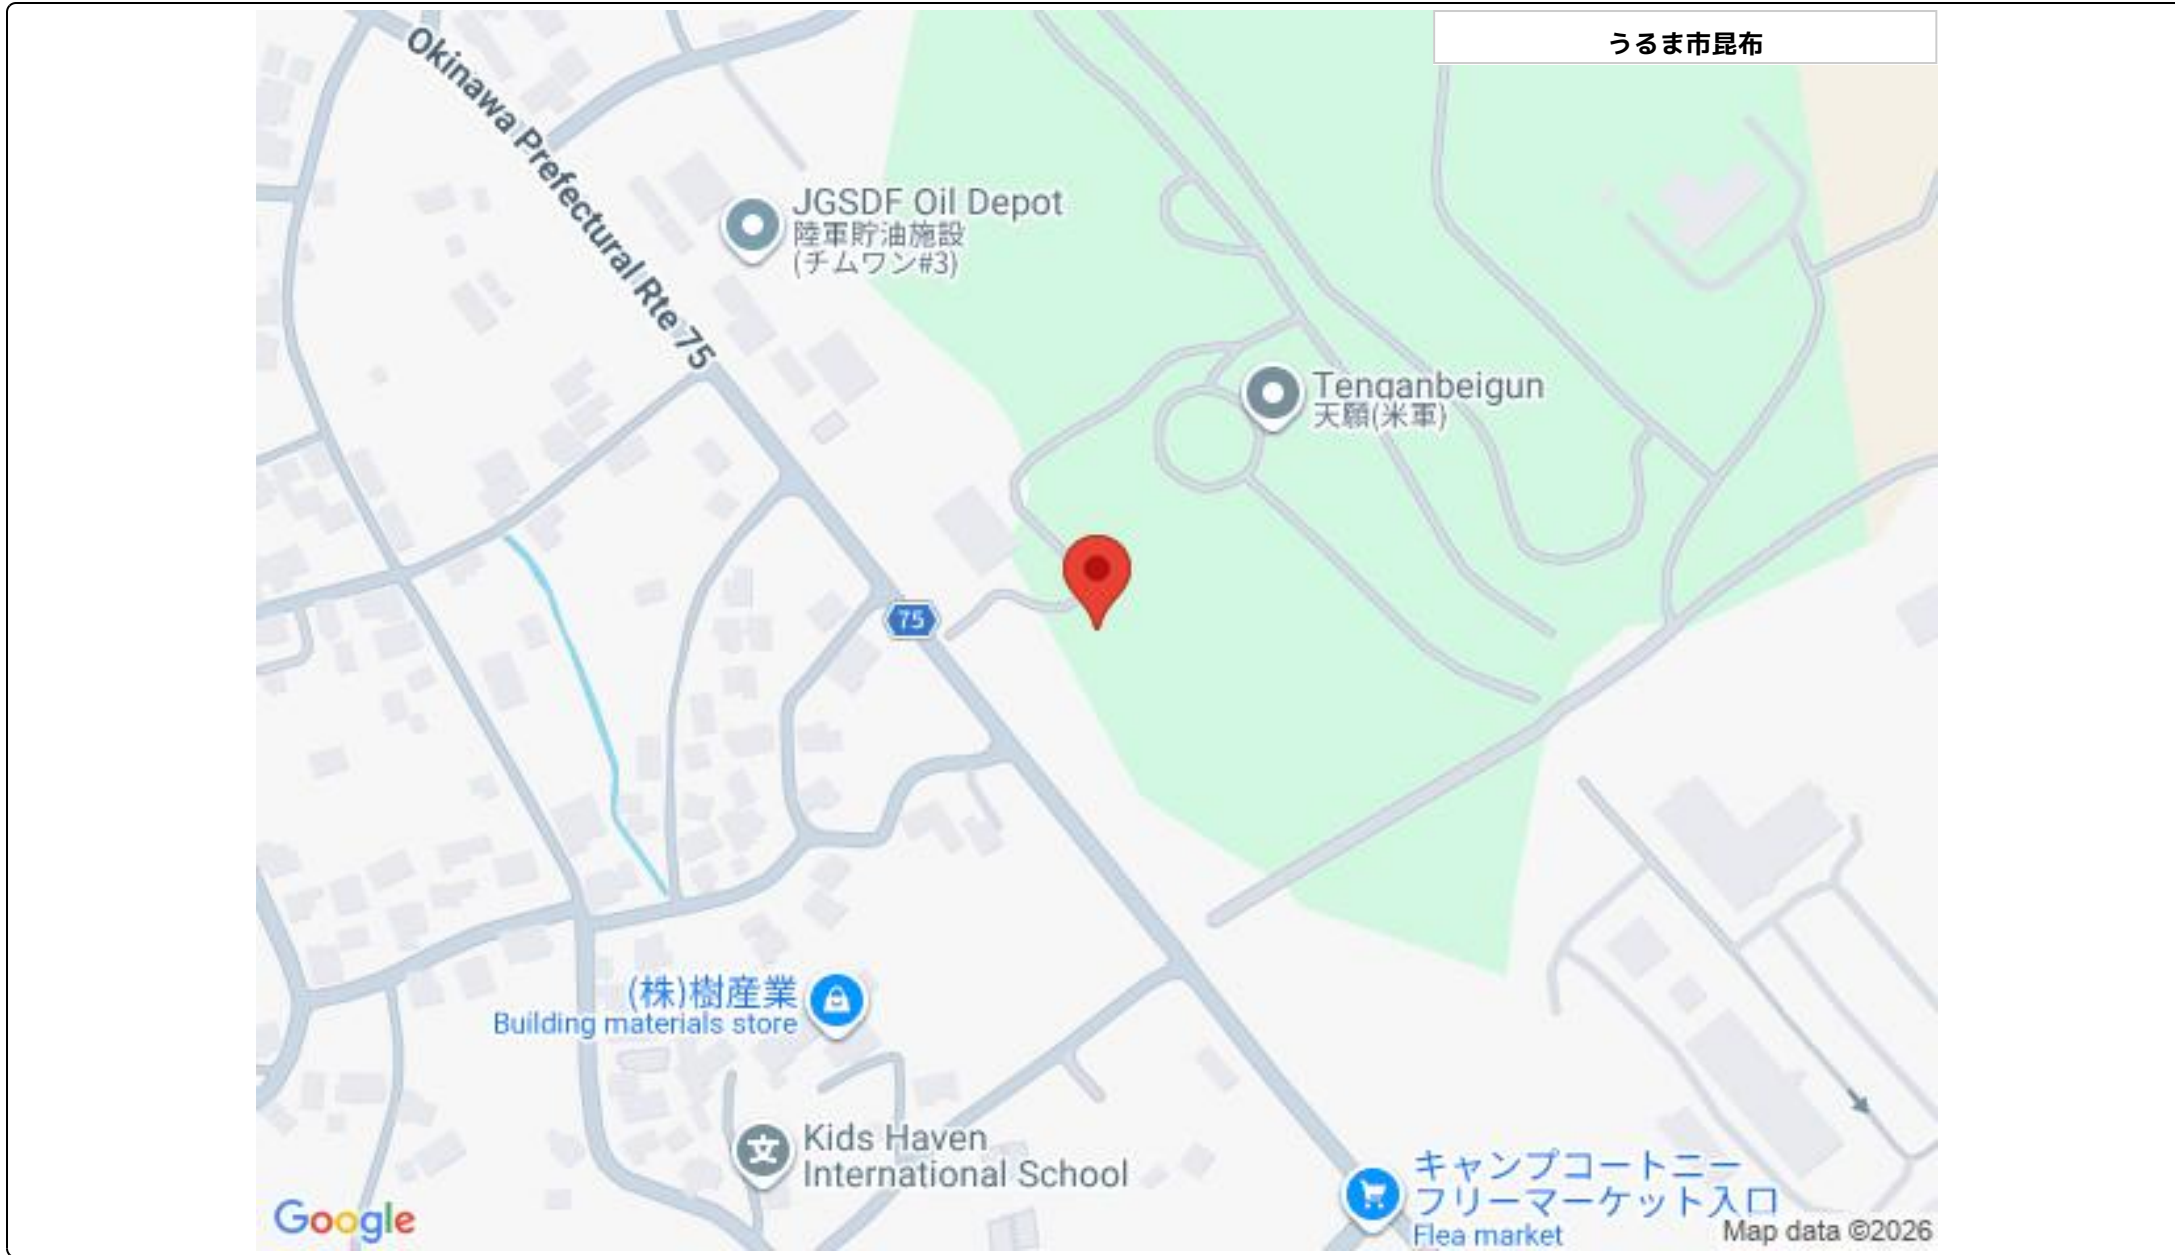 うるま市昆布
Okinawa Prefectural Rte 75
JGSDF Oil Depot
陸軍貯油施設
(チムワン#3)
Tenganbeigun
天願(米軍)
75
(株)樹産業
Building materials store
Kids Haven
International School
キャンプコートニー
フリーマーケット入口
Flea market
Google
Map data ©2026